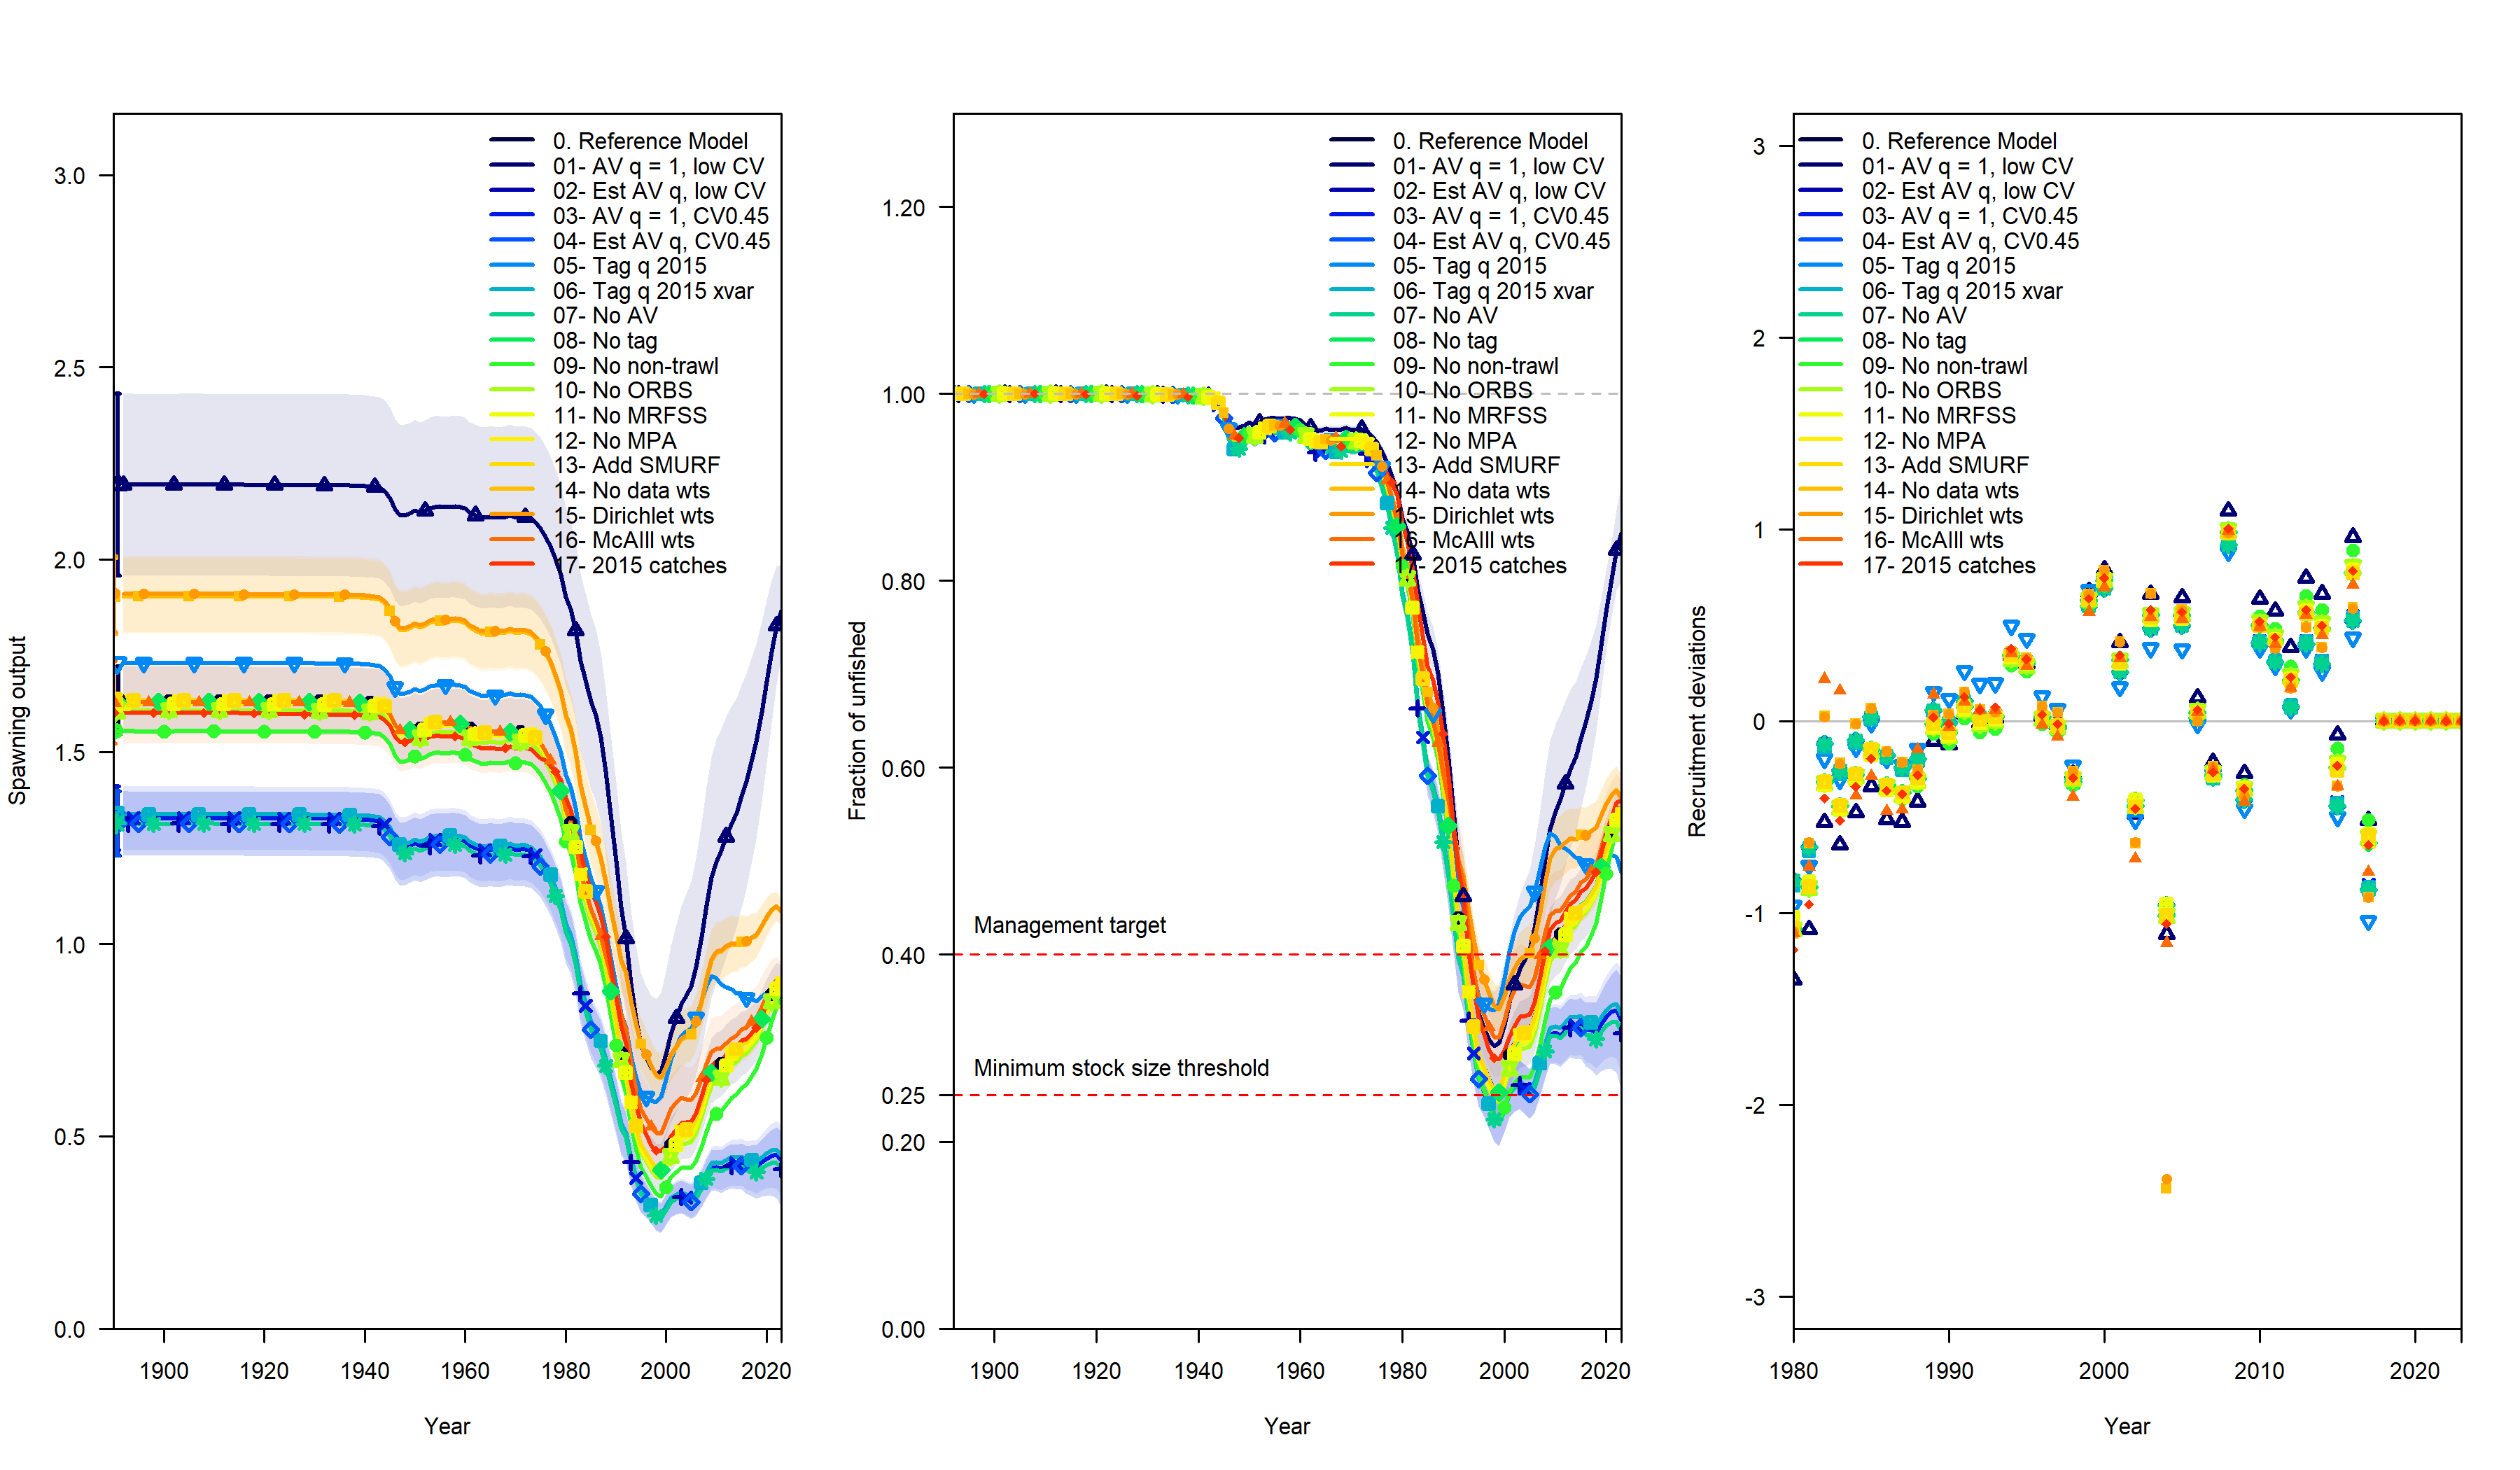 Spawning output
3.0
2.5
2.0
1.5
1.0
0.5
0.0
1900 1920 1940 1960 1980 2000 2020
Year
0. Reference Model
01- AV q = 1, low CV
02- Est AV q, low CV
03- AV q = 1, CV0.45
04- Est AV q, CV0.45
05- Tag q 2015
06- Tag q 2015 xvar
07- No AV
08- No tag
09- No non-trawl
10- No ORBS
11- No MRFSS
12- No MPA
13- Add SMURF
14- No data wts
15- Dirichlet wts
16- McAlll wts
17- 2015 catches
Fraction of unfished
1.20
1.00
0.80
0.60
0.40
0.25
0.20
0.00
Management target
Minimum stock size threshold
1900 1920 1940 1960 1980 2000 2020
Year
0. Reference Model
01- AV q = 1, low CV
02- Est AV q, low CV
03- AV q = 1, CV0.45
04- Est AV q, CV0.45
05- Tag q 2015
06- Tag q 2015 xvar
07- No AV
08- No tag
09- No non-trawl
10- No ORBS
11- No MRFSS
12- No MPA
13- Add SMURF
14- No data wts
15- Dirichlet wts
16- McAlll wts
17- 2015 catches
Recruitment deviations
3
2
1
0
-1
-2
-3
1980 1990 2000 2010 2020
Year
0. Reference Model
01- AV q = 1, low CV
02- Est AV q, low CV
03- AV q = 1, CV0.45
04- Est AV q, CV0.45
05- Tag q 2015
06- Tag q 2015 xvar
07- No AV
08- No tag
09- No non-trawl
10- No ORBS
11- No MRFSS
12- No MPA
13- Add SMURF
14- No data wts
15- Dirichlet wts
16- McAlll wts
17- 2015 catches